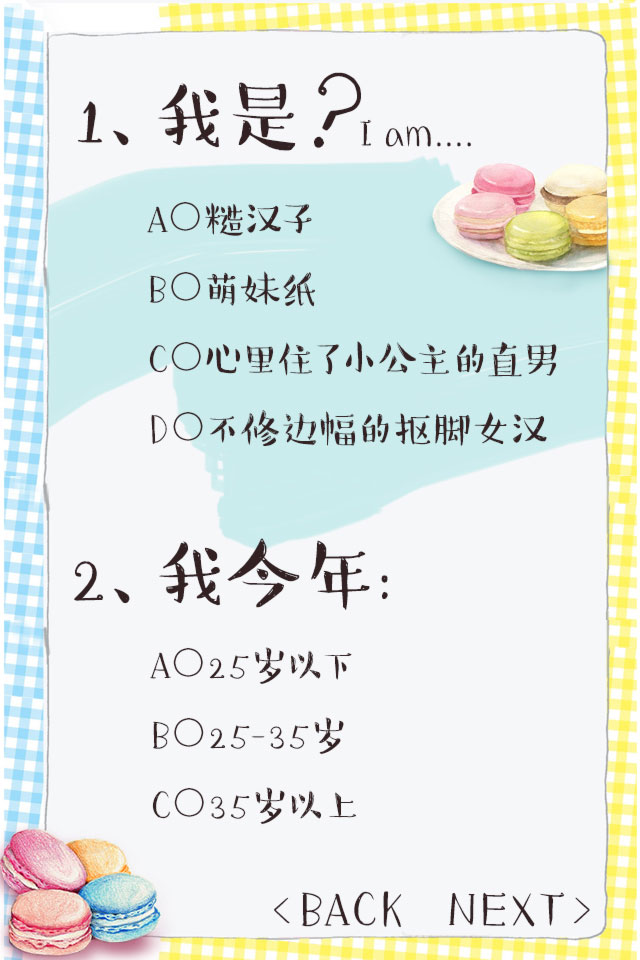 1、我是?I am....
A○糙汉子
B○萌妹纸
C○心里住了小公主的直男
D○不修边幅的抠脚女汉
2、我今年:
A○25岁以下
B○25-35岁
C○35岁以上
<BACK NEXT>